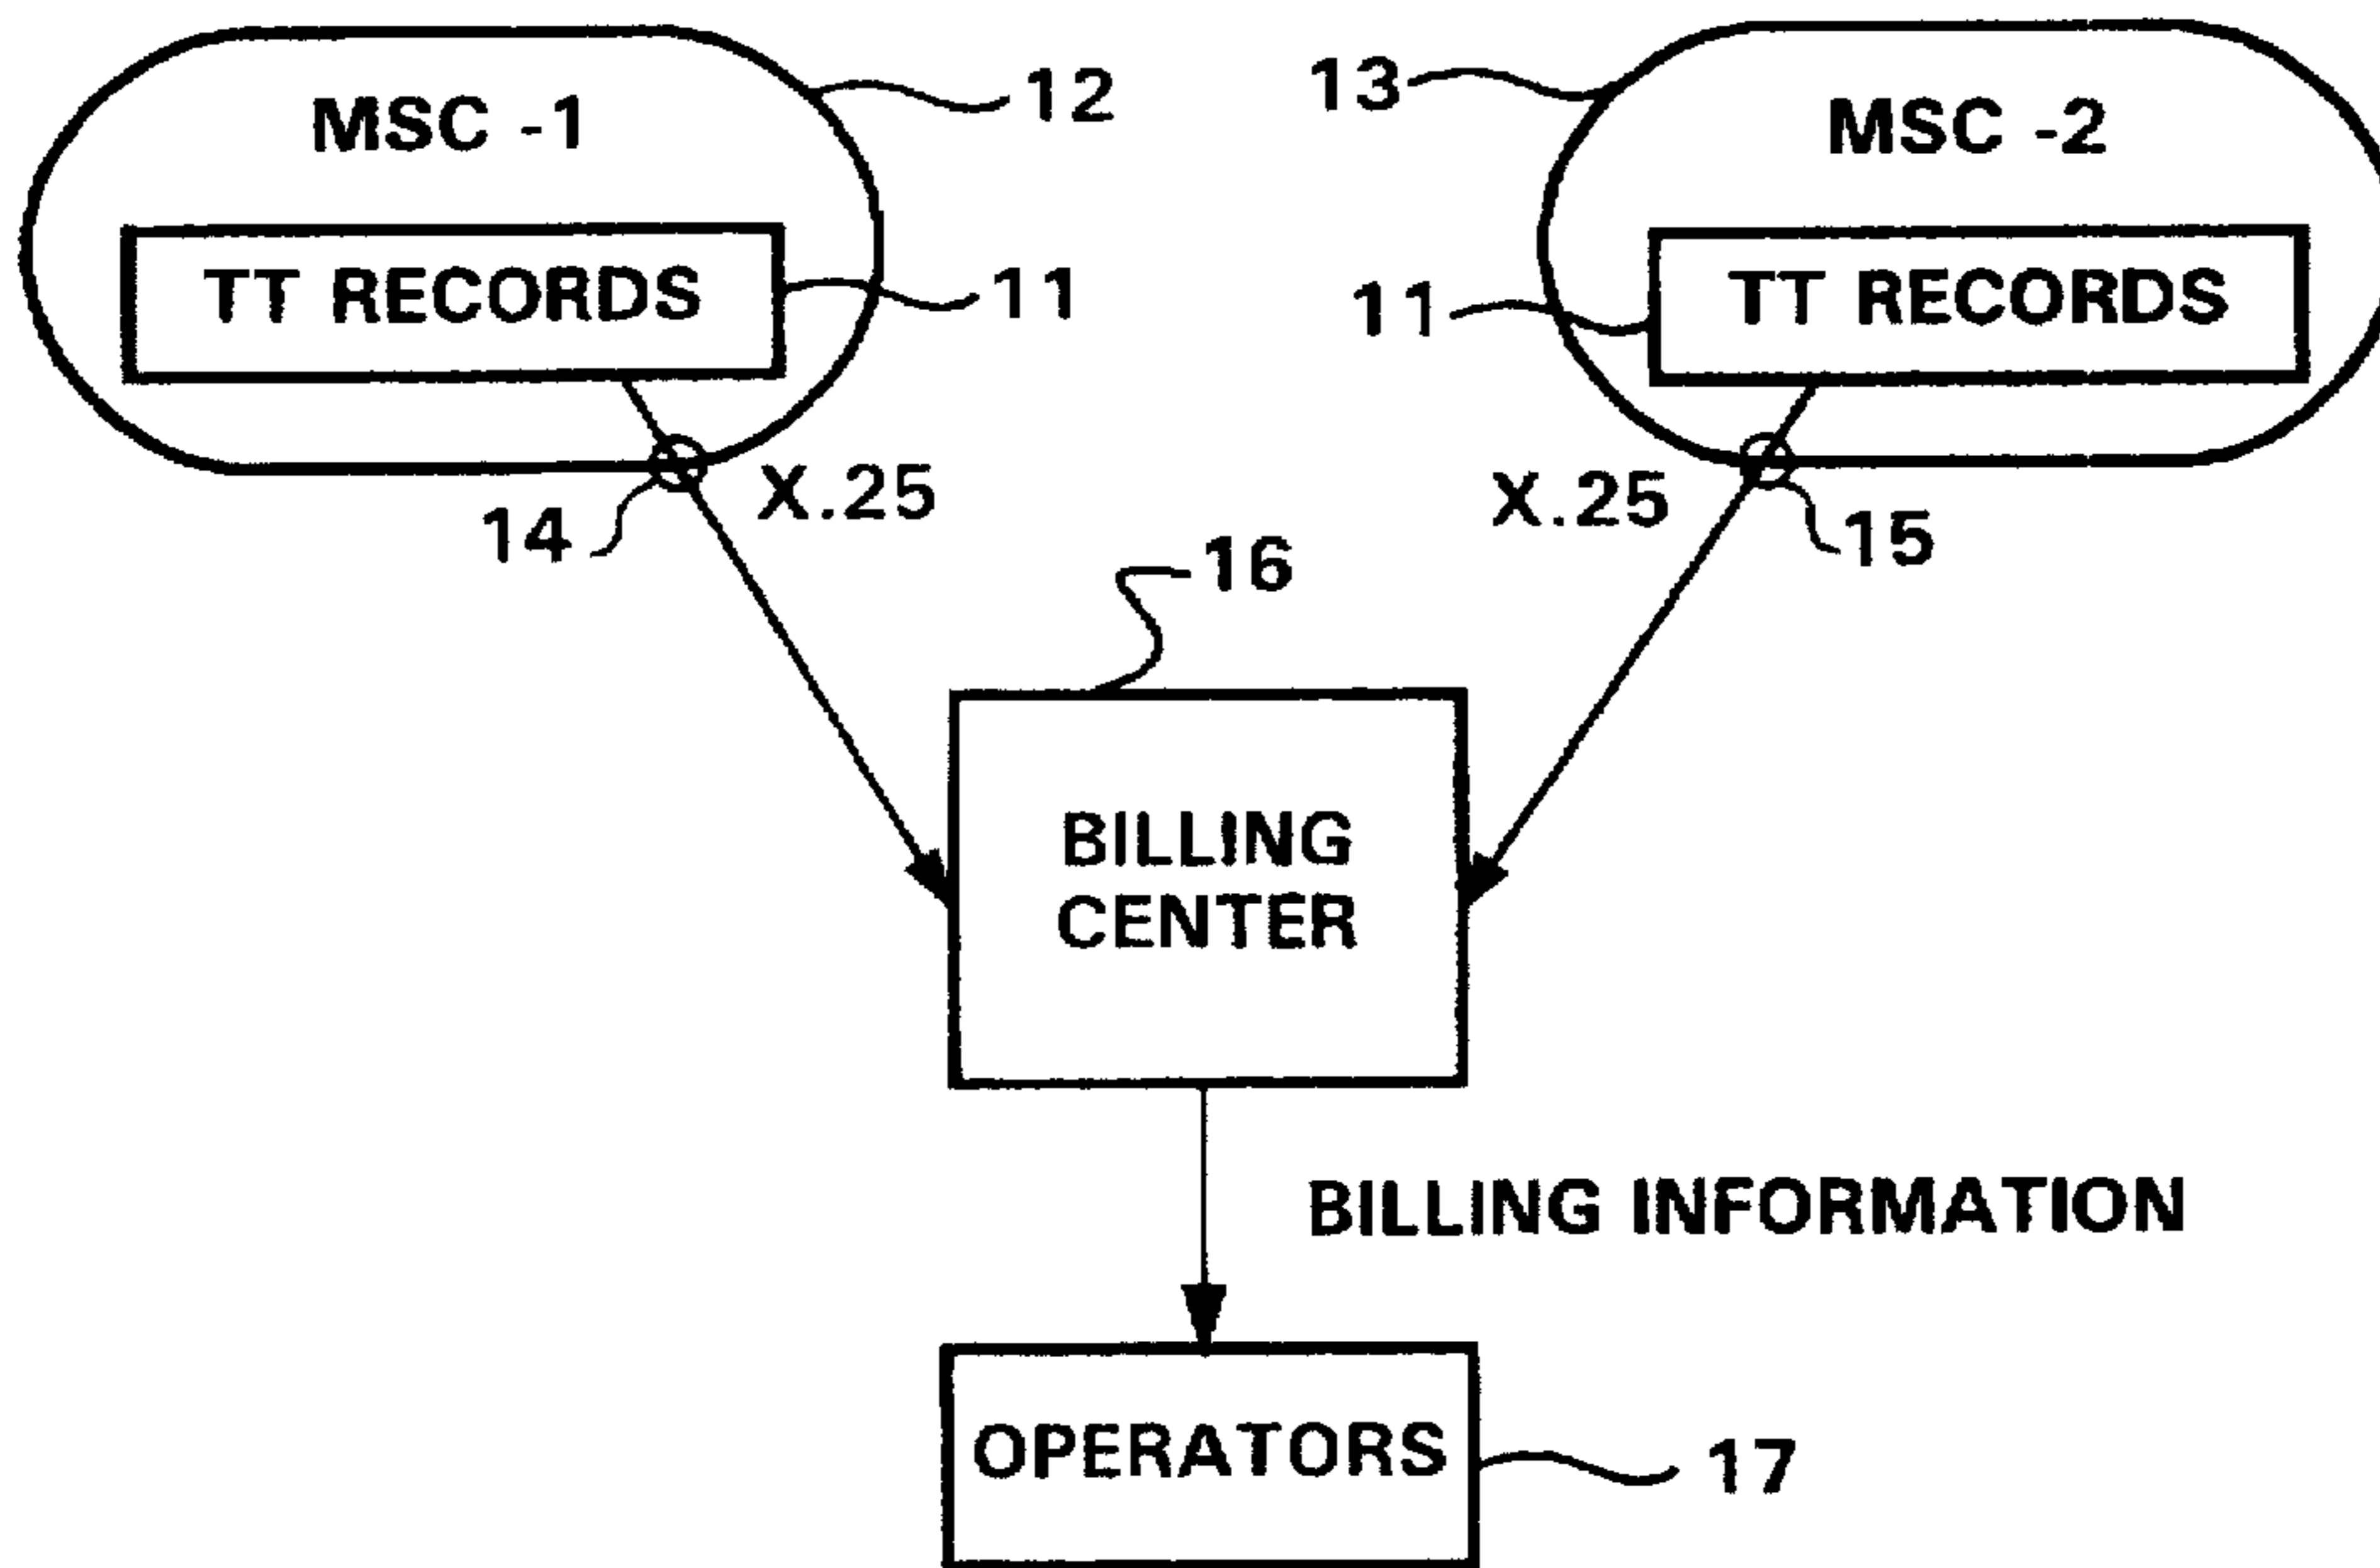 MSC -1
12
13
MSC -2
TT RECORDS
11
11
TT RECORDS
14
X.25
X.25
15
16
BILLING
CENTER
BILLING INFORMATION
OPERATORS
17